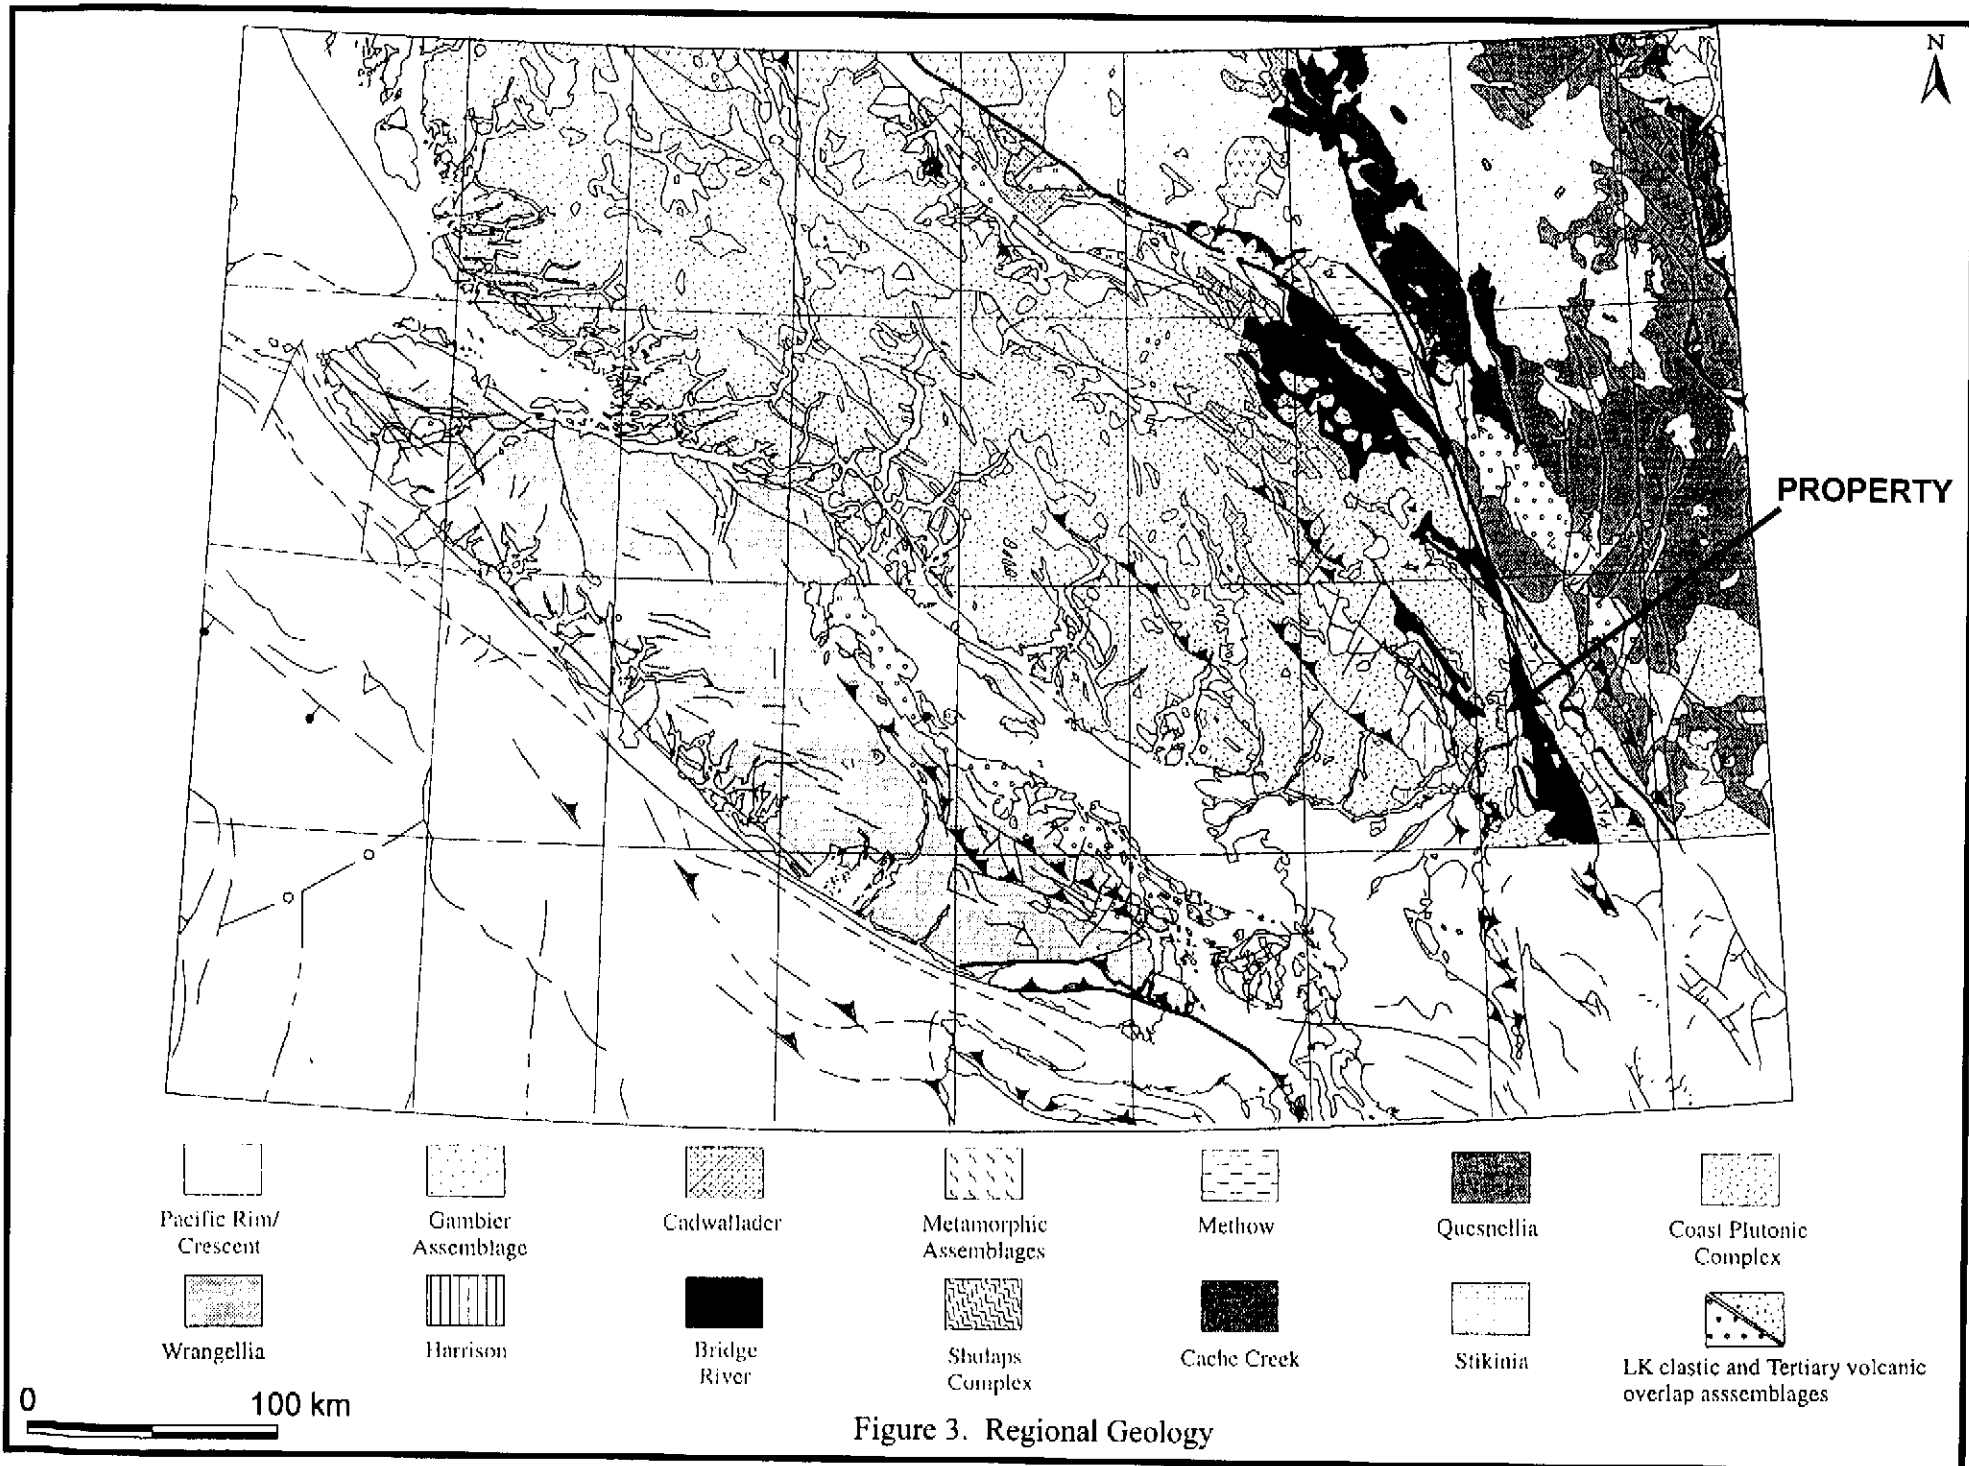 N
PROPERTY
Pacific Rim/
Crescent
Gambier
Assemblage
Cadwallader
Metamorphic
Assemblages
Methow
Quesnellia
Coast Plutonic
Complex
Wrangellia
Harrison
Bridge
River
Shulaps
Complex
Cache Creek
Stikinia
LK clastic and Tertiary volcanic
overlap asssemblages
0 100 km
Figure 3. Regional Geology